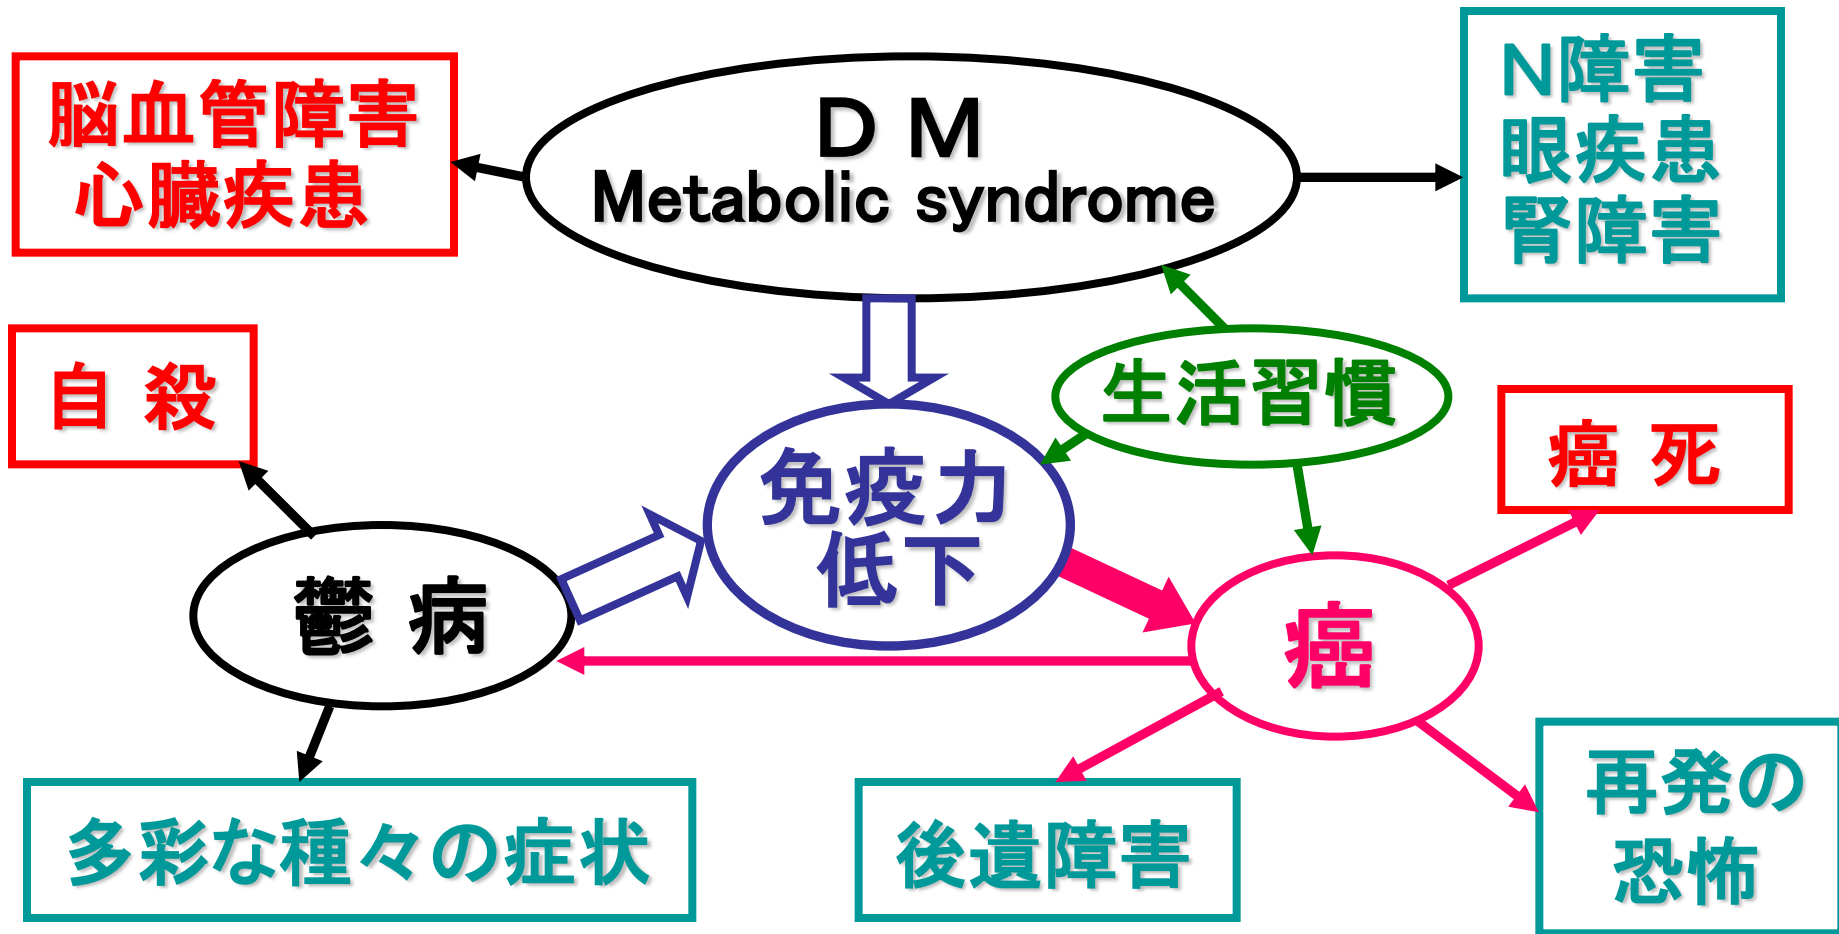 脳血管障害
心臓疾患
ＤＭ
Metabolic syndrome
Ｎ障害
眼疾患
腎障害
自殺
生活習慣
癌死
免疫力
低下
鬱病
癌
多彩な種々の症状
後遺障害
再発の
恐怖